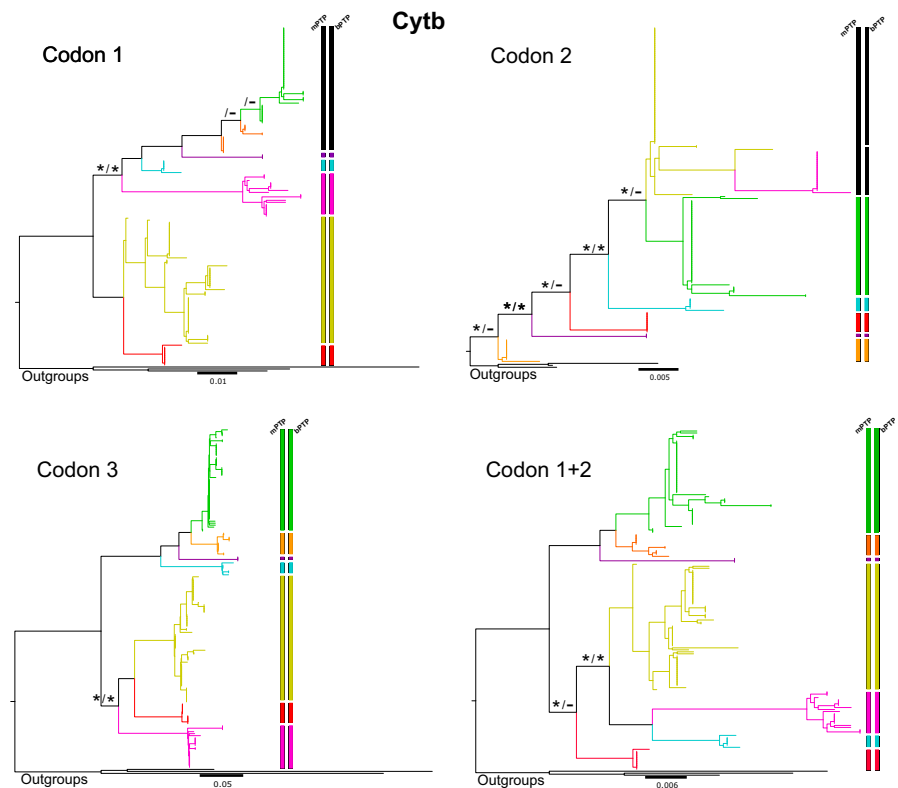 Cytb
Codon 1
mPTP bPTP
/-
/-
*/*
Outgroups
0.01
Codon 2
mPTP bPTP
*/-
*/*
*/-
*/*
*/-
Outgroups
0.005
Codon 3
mPTP bPTP
*/*
Outgroups
0.05
Codon 1+2
mPTP bPTP
*/*
*/-
Outgroups
0.006